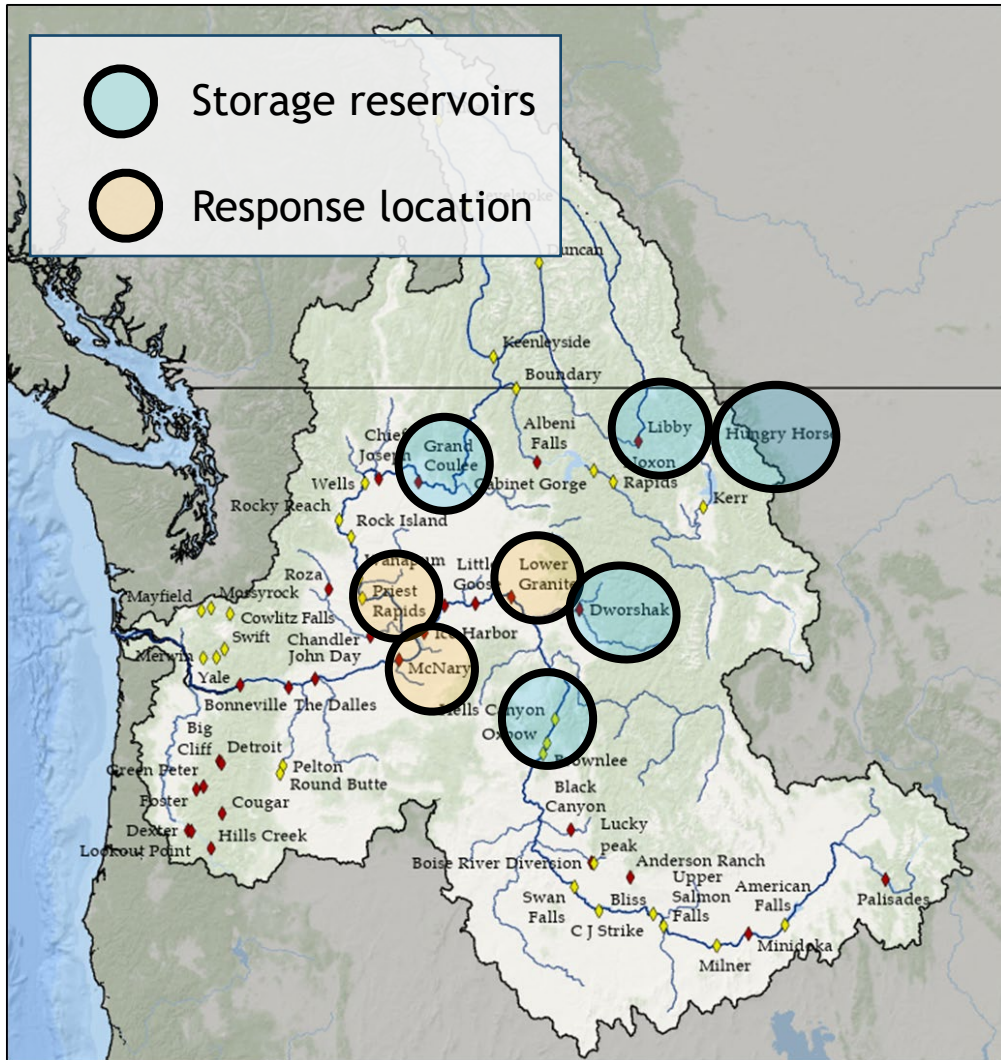 Storage reservoirs
Response location
Revelstoke
Duncan
Keenleyside
Boundary
Albeni
Falls
Libby
Hungry Horse
Chief
Joseph
Grand
Coulee
Noxon
Rapids
Cabinet Gorge
Kerr
Wells
Rocky Reach
Rock Island
Wanapum
Priest
Rapids
Little
Goose
Lower
Granite
Dworshak
Roza
Mayfield
Mossyrock
Cowlitz Falls
Swift
Merwin
Yale
Chandler
John Day
Ice Harbor
McNary
Bonneville
The Dalles
Hells Canyon
Oxbow
Brownlee
Big
Cliff
Detroit
Green Peter
Foster
Cougar
Dexter
Hills Creek
Lookout Point
Pelton
Round Butte
Black
Canyon
Lucky
peak
Boise River Diversion
Anderson Ranch
Swan
Falls
Bliss
Upper
Salmon
Falls
C J Strike
American
Falls
Palisades
Minidoka
Milner